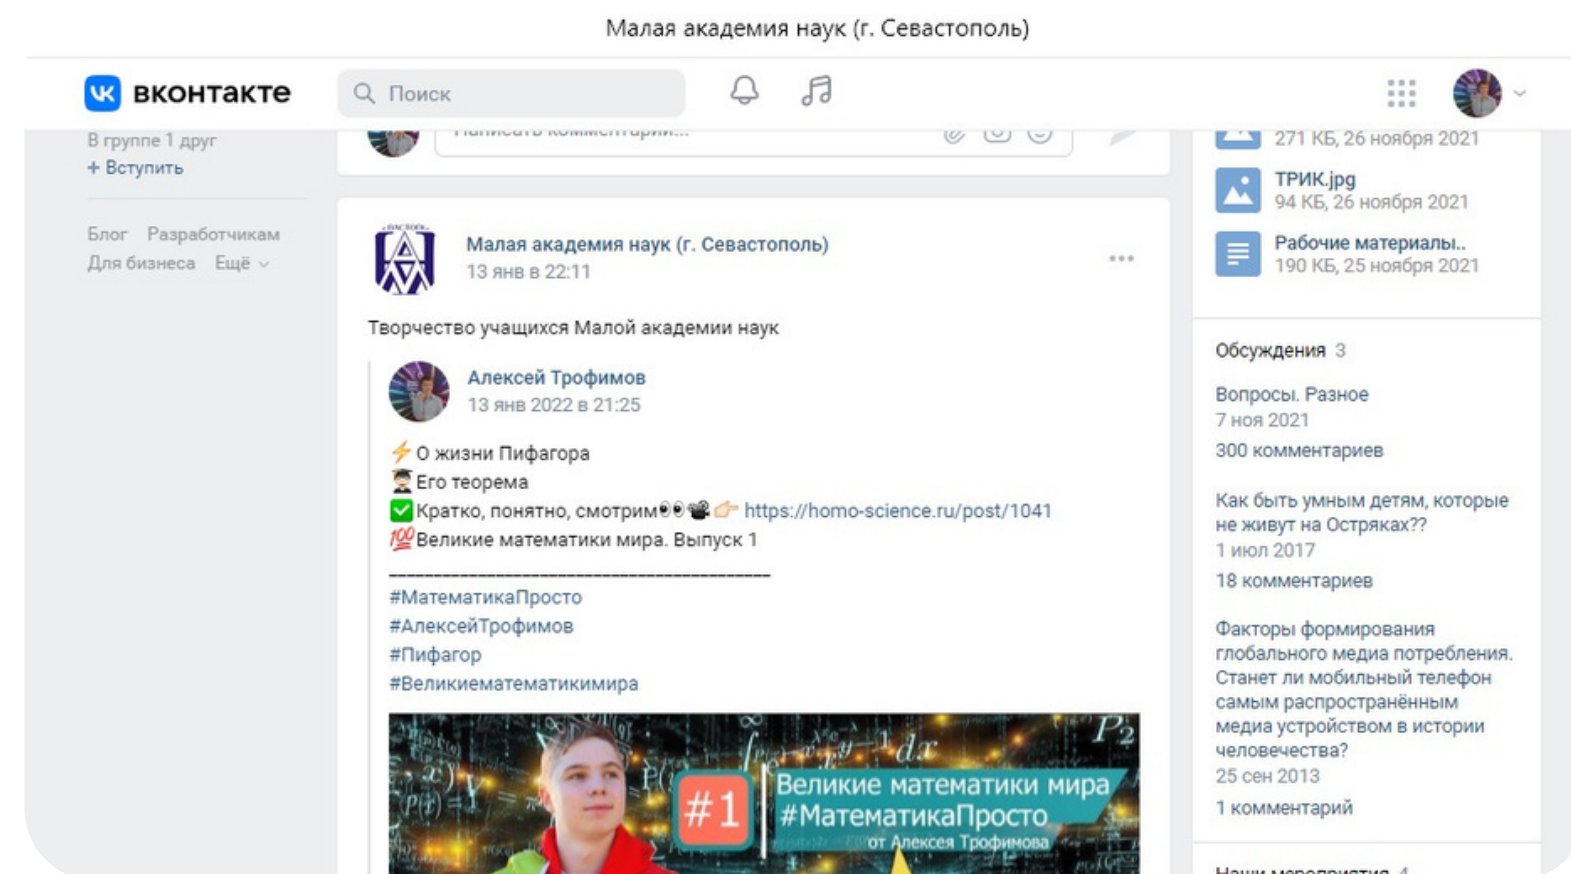 Малая академия наук (г. Севастополь)
вконтакте
Поиск
В группе 1 друг
+ Вступить
Блог Разработчикам
Для бизнеса Ещё
Написать комментарий...
Малая академия наук (г. Севастополь)
13 янв в 22:11
Творчество учащихся Малой академии наук
Алексей Трофимов
13 янв 2022 в 21:25
⚡О жизни Пифагора
👨‍🎓Его теорема
✅Кратко, понятно, смотрим👀📽👉🏻 https://homo-science.ru/post/1041
💯Великие математики мира. Выпуск 1
#МатематикаПросто
#АлексейТрофимов
#Пифагор
#Великиематематикимира
#1
Великие математики мира
#МатематикаПросто
от Алексея Трофимова
271 КБ, 26 ноября 2021
ТРИК.jpg
94 КБ, 26 ноября 2021
Рабочие материалы..
190 КБ, 25 ноября 2021
Обсуждения 3
Вопросы. Разное
7 ноя 2021
300 комментариев
Как быть умным детям, которые
не живут на Остряках??
1 июл 2017
18 комментариев
Факторы формирования
глобального медиа потребления.
Станет ли мобильный телефон
самым распространённым
медиа устройством в истории
человечества?
25 сен 2013
1 комментарий
Наши мероприятия 4